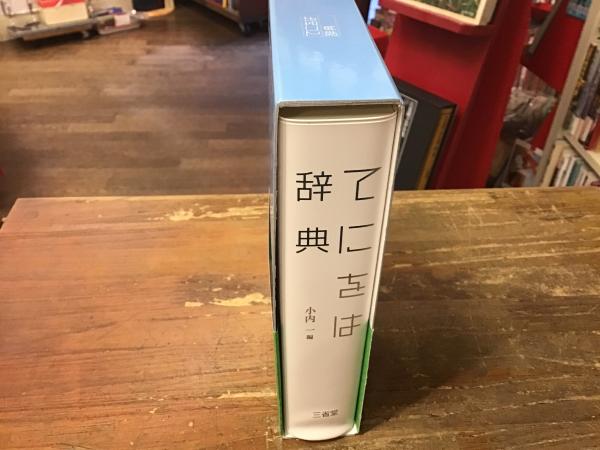 てにをは
辞典
小内 一 編
三省堂